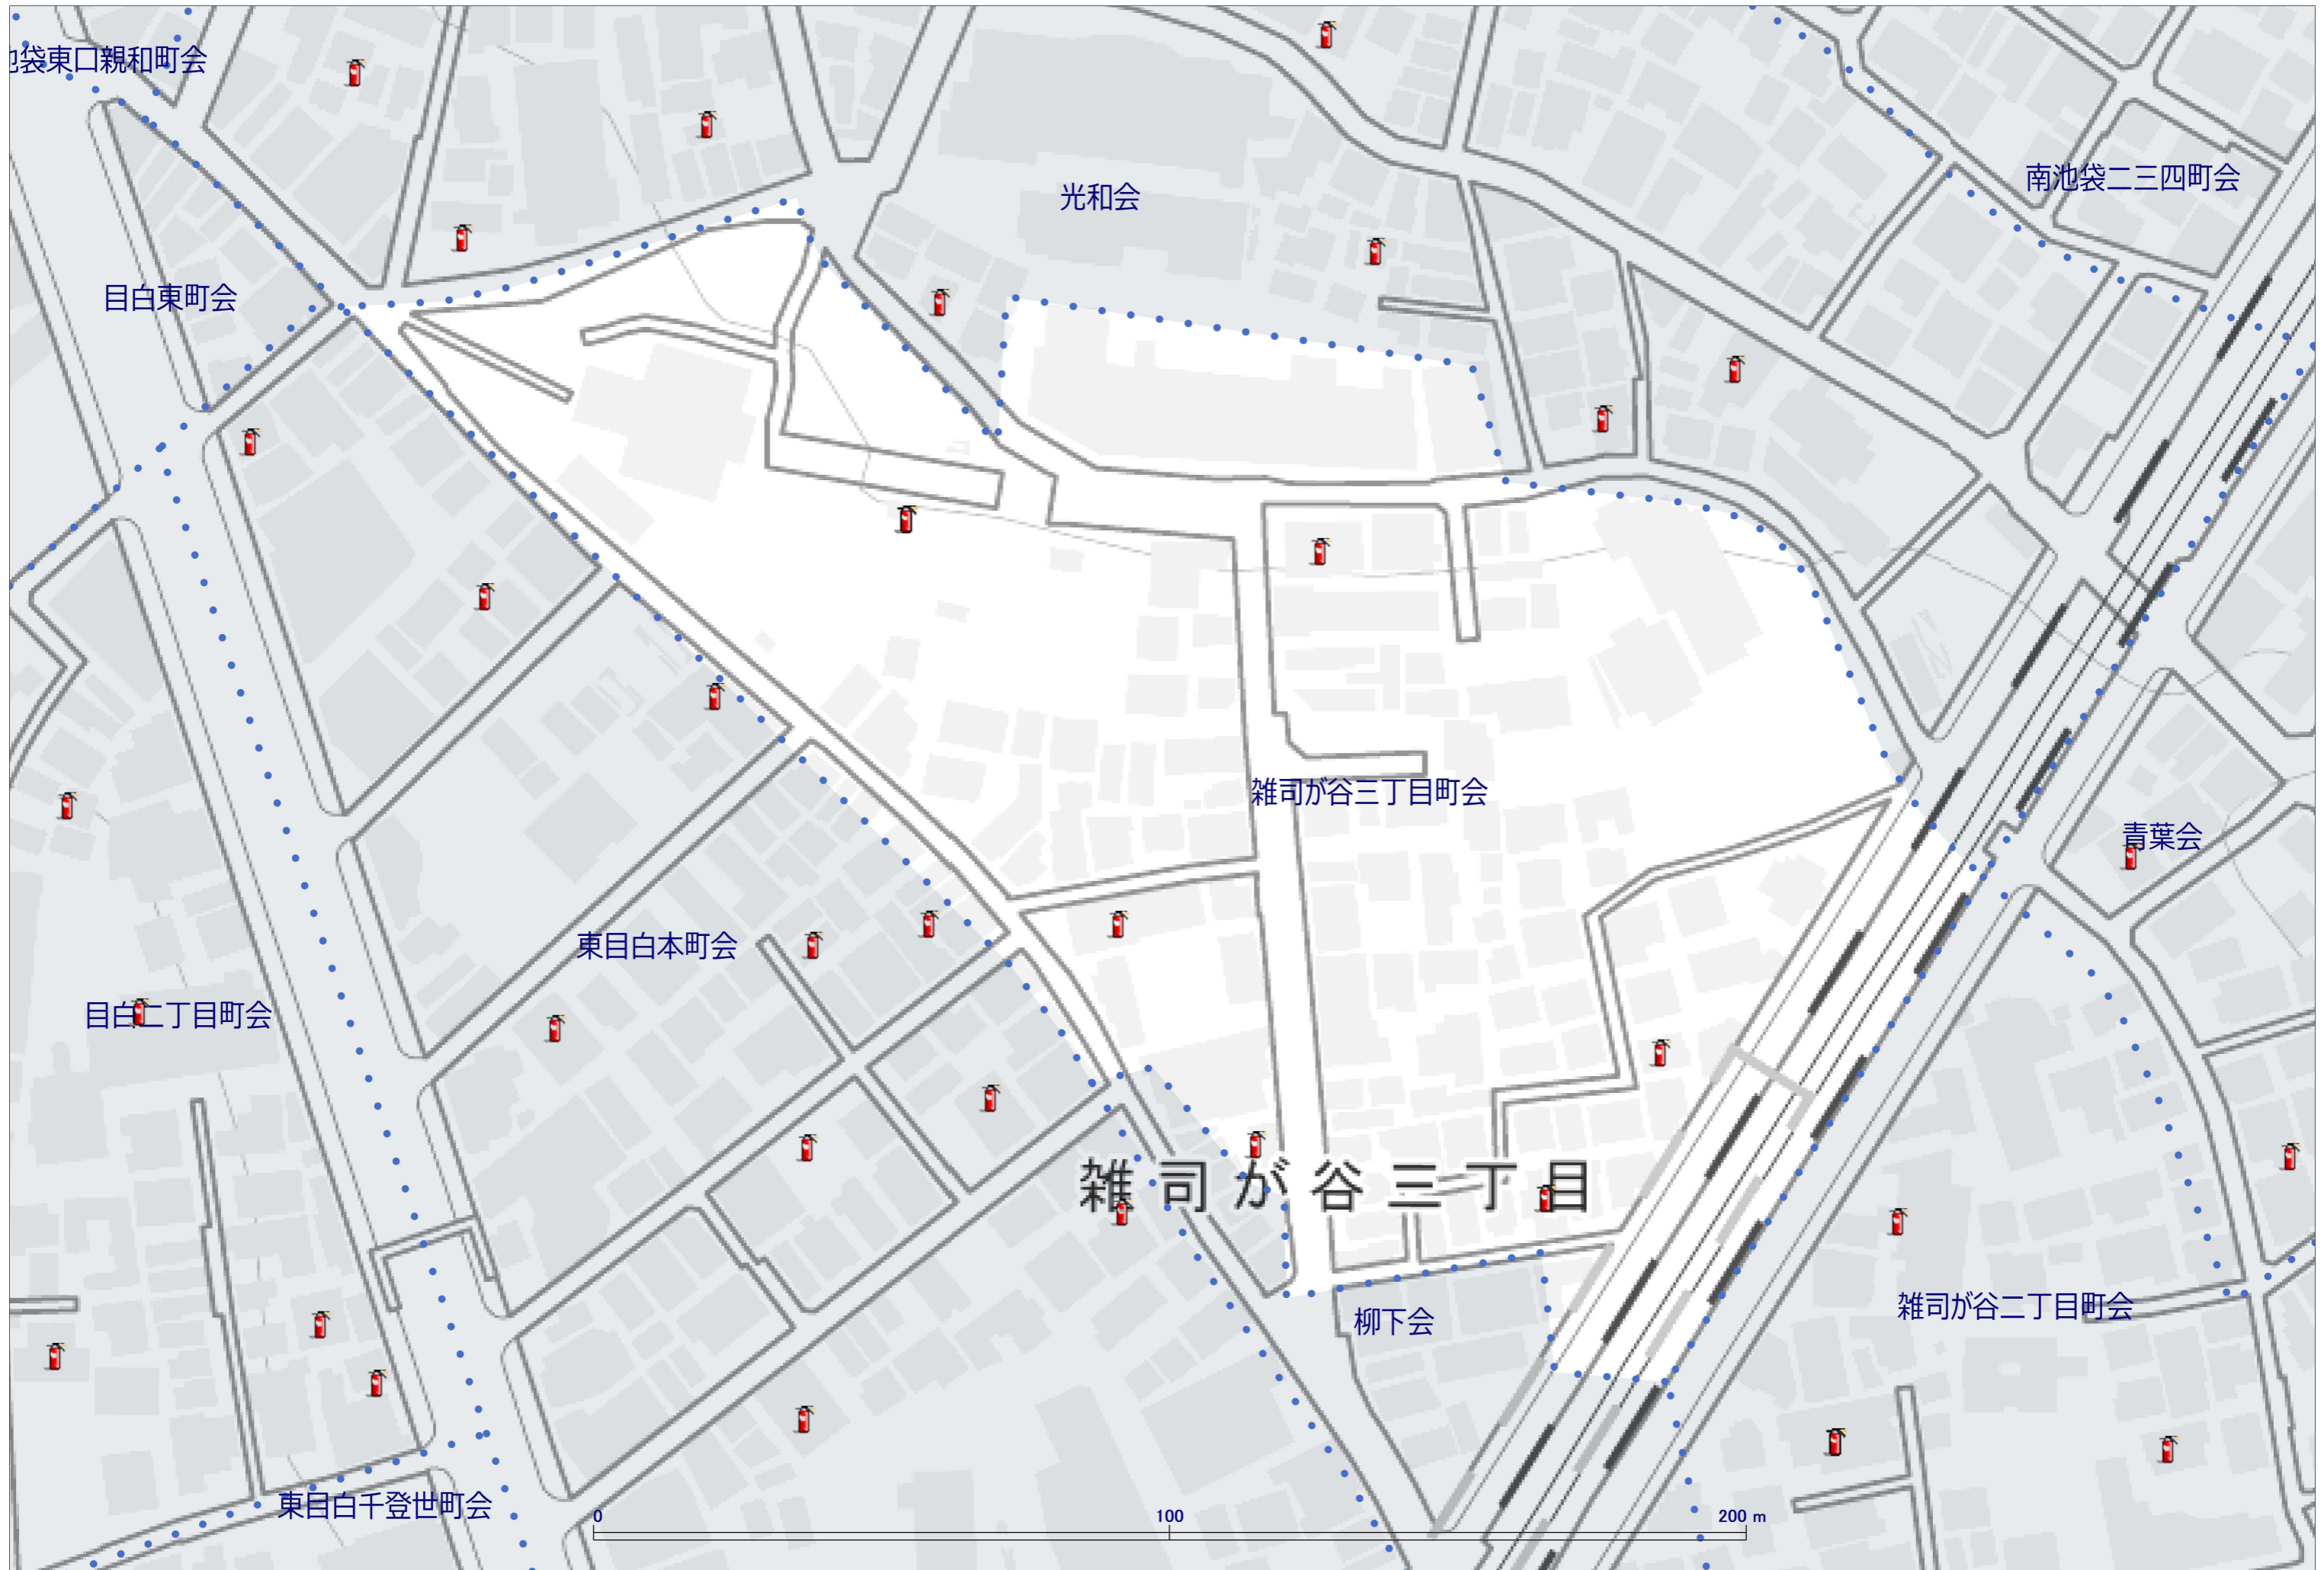 池袋東口親和町会
光和会
南池袋二三四町会
目白東町会
雑司が谷三丁目町会
青葉会
東目白本町会
目白二丁目町会
雑司が谷三丁目
雑司が谷二丁目町会
柳下会
東目白千登世町会
0 100 200 m